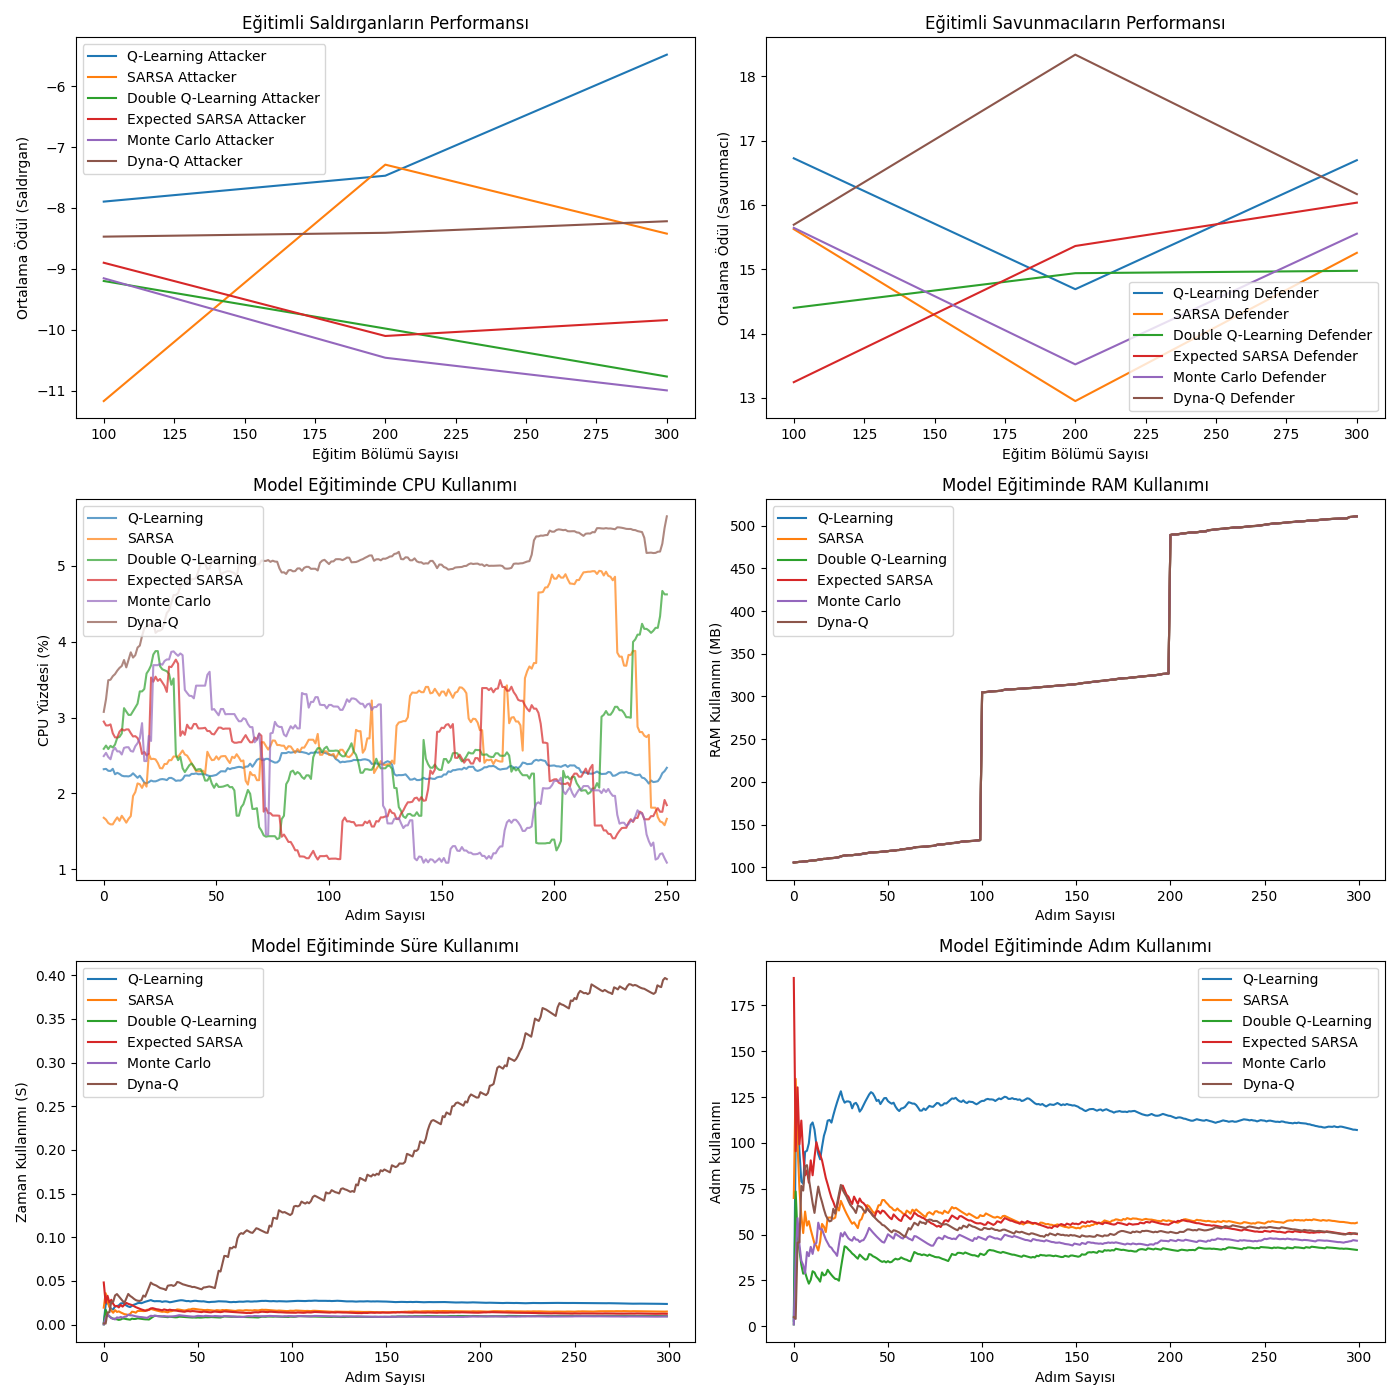 Eğitimli Saldırganların Performansı
Q-Learning Attacker
SARSA Attacker
Double Q-Learning Attacker
Expected SARSA Attacker
Monte Carlo Attacker
Dyna-Q Attacker
Ortalama Ödül (Saldırgan)
−6
−7
−8
−9
−10
−11
100 125 150 175 200 225 250 275 300
Eğitim Bölümü Sayısı
Eğitimli Savunmacıların Performansı
Ortalama Ödül (Savunmacı)
18
17
16
15
14
13
Q-Learning Defender
SARSA Defender
Double Q-Learning Defender
Expected SARSA Defender
Monte Carlo Defender
Dyna-Q Defender
100 125 150 175 200 225 250 275 300
Eğitim Bölümü Sayısı
Model Eğitiminde CPU Kullanımı
Q-Learning
SARSA
Double Q-Learning
Expected SARSA
Monte Carlo
Dyna-Q
CPU Yüzdesi (%)
5
4
3
2
1
0 50 100 150 200 250
Adım Sayısı
Model Eğitiminde RAM Kullanımı
Q-Learning
SARSA
Double Q-Learning
Expected SARSA
Monte Carlo
Dyna-Q
RAM Kullanımı (MB)
500
450
400
350
300
250
200
150
100
0 50 100 150 200 250 300
Adım Sayısı
Model Eğitiminde Süre Kullanımı
Q-Learning
SARSA
Double Q-Learning
Expected SARSA
Monte Carlo
Dyna-Q
Zaman Kullanımı (S)
0.40
0.35
0.30
0.25
0.20
0.15
0.10
0.05
0.00
0 50 100 150 200 250 300
Adım Sayısı
Model Eğitiminde Adım Kullanımı
Q-Learning
SARSA
Double Q-Learning
Expected SARSA
Monte Carlo
Dyna-Q
Adım kullanımı
175
150
125
100
75
50
25
0
0 50 100 150 200 250 300
Adım Sayısı